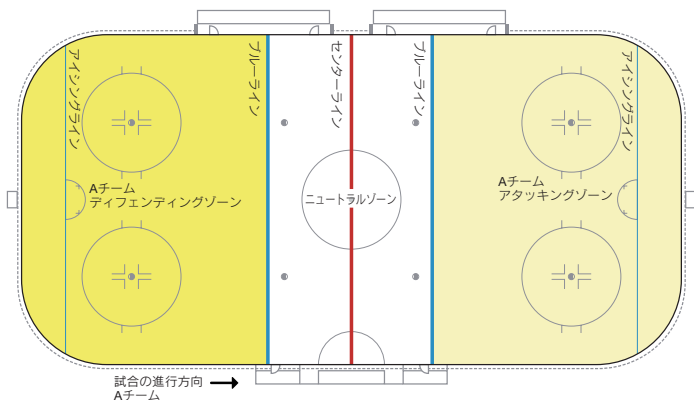 アイシングライン
ブルーライン
センターライン
ブルーライン
アイシングライン
Aチーム
ディフェンディングゾーン
ニュートラルゾーン
Aチーム
アタッキングゾーン
試合の進行方向
Aチーム